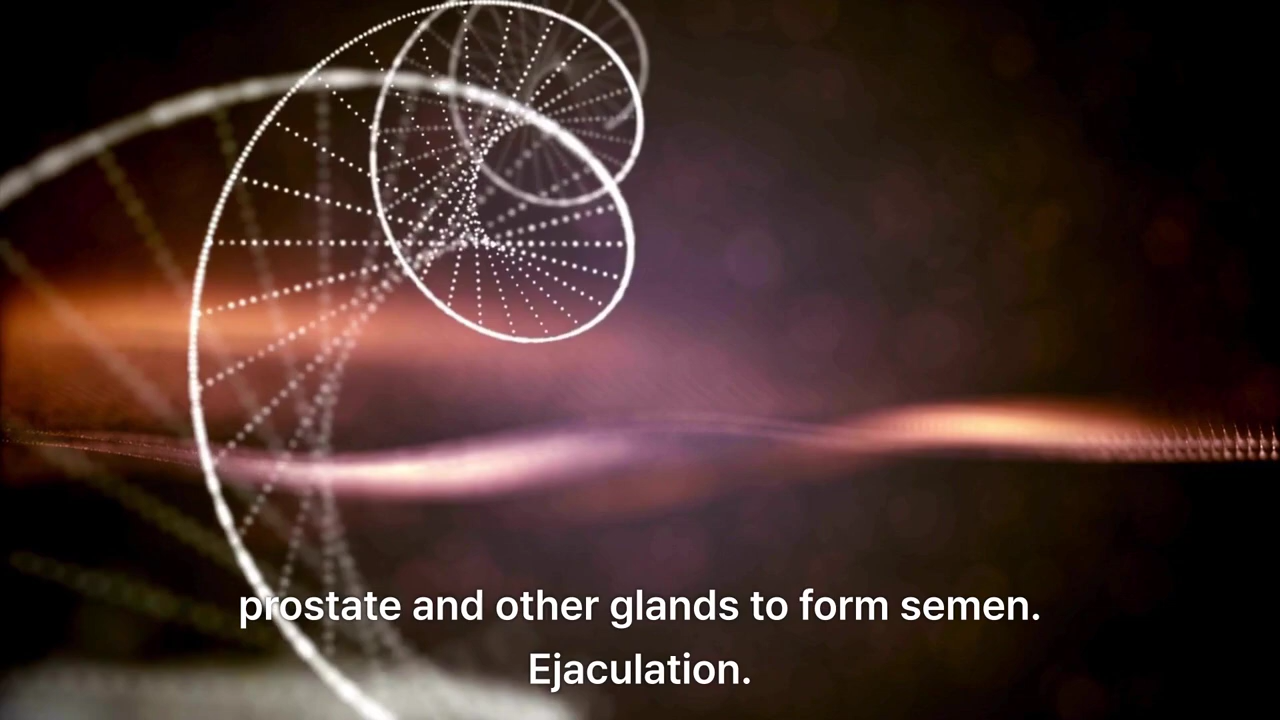 prostate and other glands to form semen.
Ejaculation.